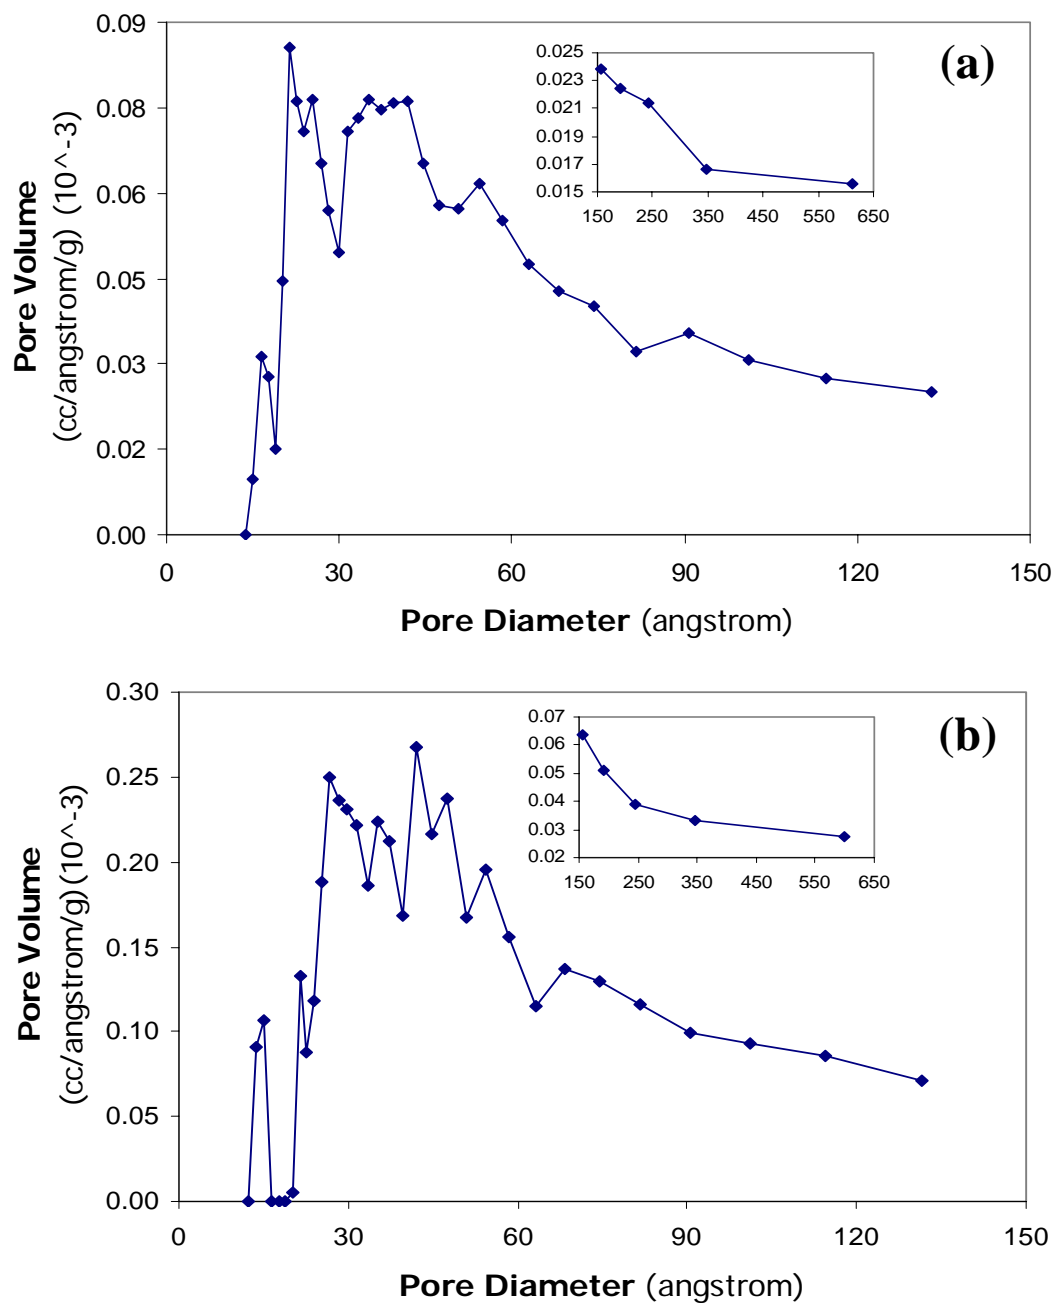 (a)
Pore Volume
(cc/angstrom/g) (10^-3)
0.09
0.08
0.06
0.05
0.03
0.02
0.00
0.025
0.023
0.021
0.019
0.017
0.015
150 250 350 450 550 650
0 30 60 90 120 150
Pore Diameter (angstrom)
(b)
Pore Volume
(cc/angstrom/g) (10^-3)
0.30
0.25
0.20
0.15
0.10
0.05
0.00
0.07
0.06
0.05
0.04
0.03
0.02
150 250 350 450 550 650
0 30 60 90 120 150
Pore Diameter (angstrom)